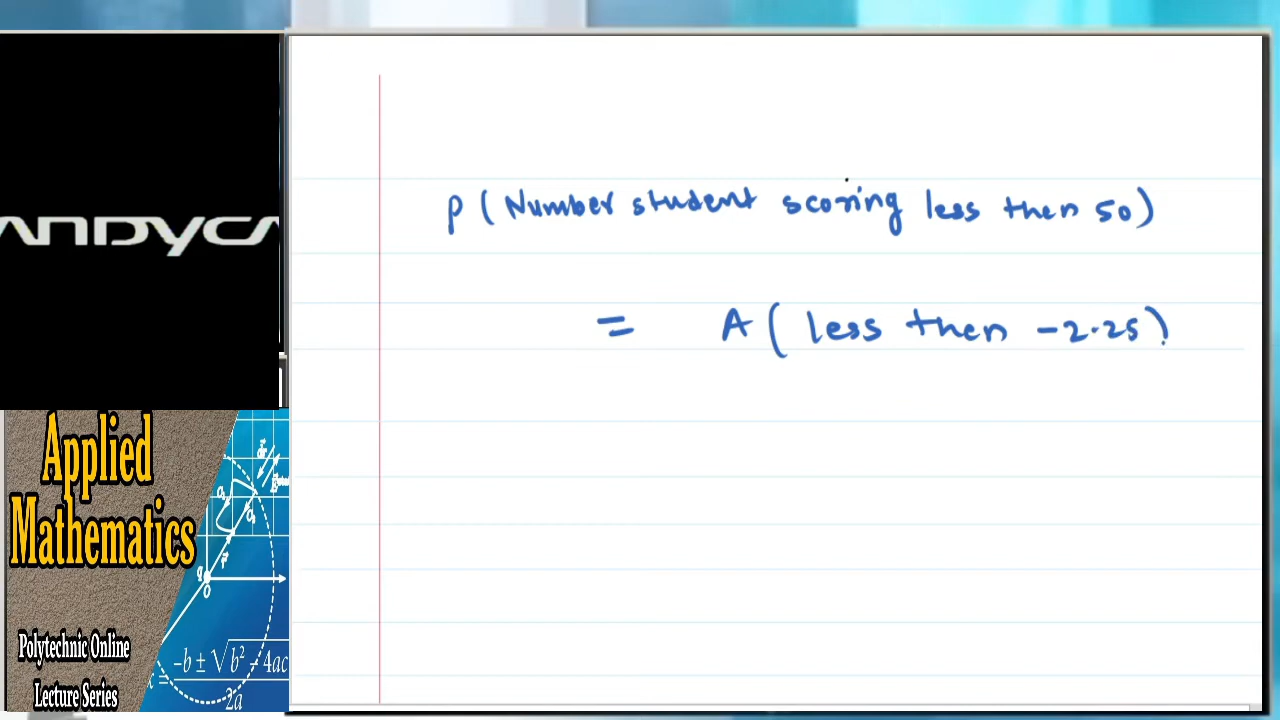 ANDYCA
P (Number student scoring less then 50)
= A ( less then -2.25)
Applied
Mathematics
Polytechnic Online
Lecture Series
-b ± √b² - 4ac
x =
2a
O